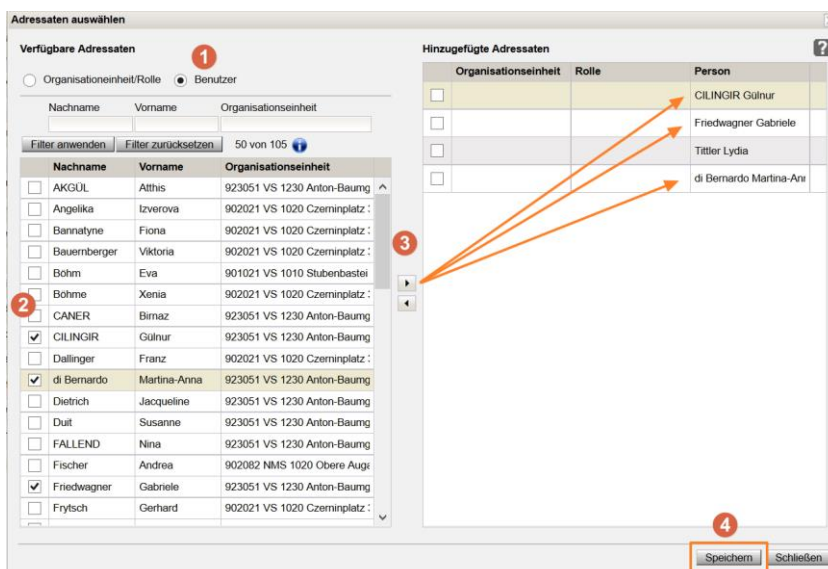 Adressaten auswählen
Verfügbare Adressaten
1
Organisationeinheit/Rolle Benutzer
Nachname Vorname Organisationseinheit
Filter anwenden Filter zurücksetzen 50 von 105
Nachname Vorname Organisationseinheit
AKGÜL Atthis 923051 VS 1230 Anton-Baumg
Angelika Izverova 902021 VS 1020 Czerninplatz
Bannatyne Fiona 902021 VS 1020 Czerninplatz
Bauernberger Viktoria 902021 VS 1020 Czerninplatz
Böhm Eva 901021 VS 1010 Stubenbastei
Böhme Xenia 902021 VS 1020 Czerninplatz
CANER Birnaz 923051 VS 1230 Anton-Baumg
CILINGIR Gülnur 923051 VS 1230 Anton-Baumg
Dallinger Franz 902021 VS 1020 Czerninplatz
di Bernardo Martina-Anna 923051 VS 1230 Anton-Baumg
Dietrich Jacqueline 923051 VS 1230 Anton-Baumg
Duit Susanne 923051 VS 1230 Anton-Baumg
FALLEND Nina 923051 VS 1230 Anton-Baumg
Fischer Andrea 902082 NMS 1020 Obere Auga
Friedwagner Gabriele 923051 VS 1230 Anton-Baumg
Frytsch Gerhard 902021 VS 1020 Czerninplatz
2
3
Hinzugefügte Adressaten
?
Organisationseinheit Rolle Person
CILINGIR Gülnur
Friedwagner Gabriele
Tittler Lydia
di Bernardo Martina-Anr
4
Speichern Schließen